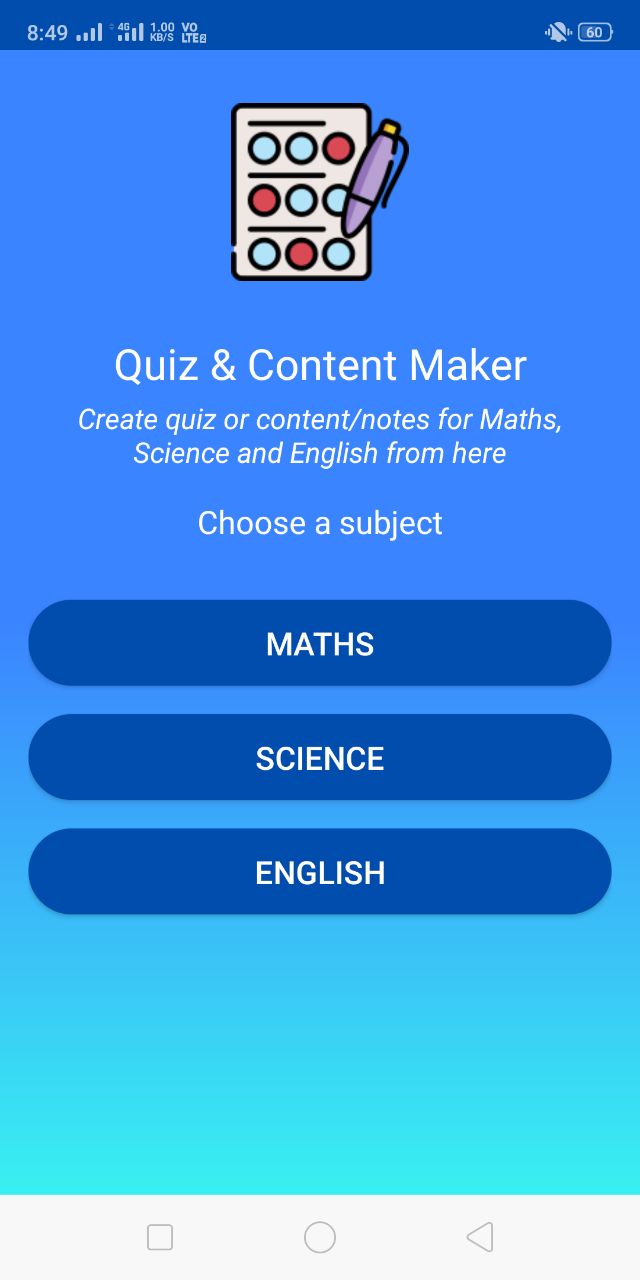 8:49 4G 1.00 KB/S VO LTE 60
Quiz & Content Maker
Create quiz or content/notes for Maths,
Science and English from here
Choose a subject
MATHS
SCIENCE
ENGLISH